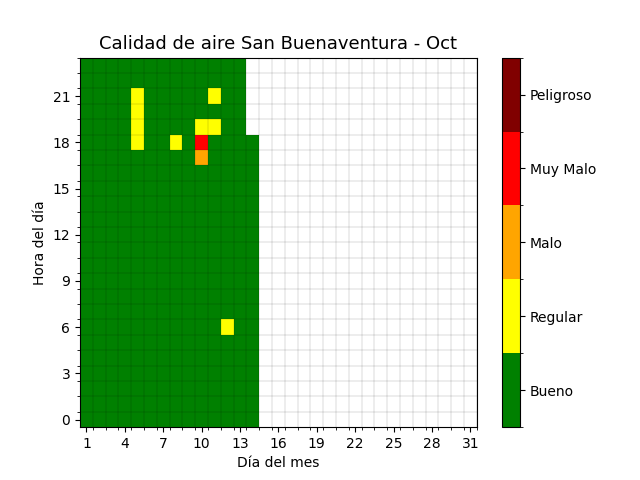 Calidad de aire San Buenaventura - Oct
Hora del día
21
18
15
12
9
6
3
0
1 4 7 10 13 16 19 22 25 28 31
Día del mes
Peligroso
Muy Malo
Malo
Regular
Bueno